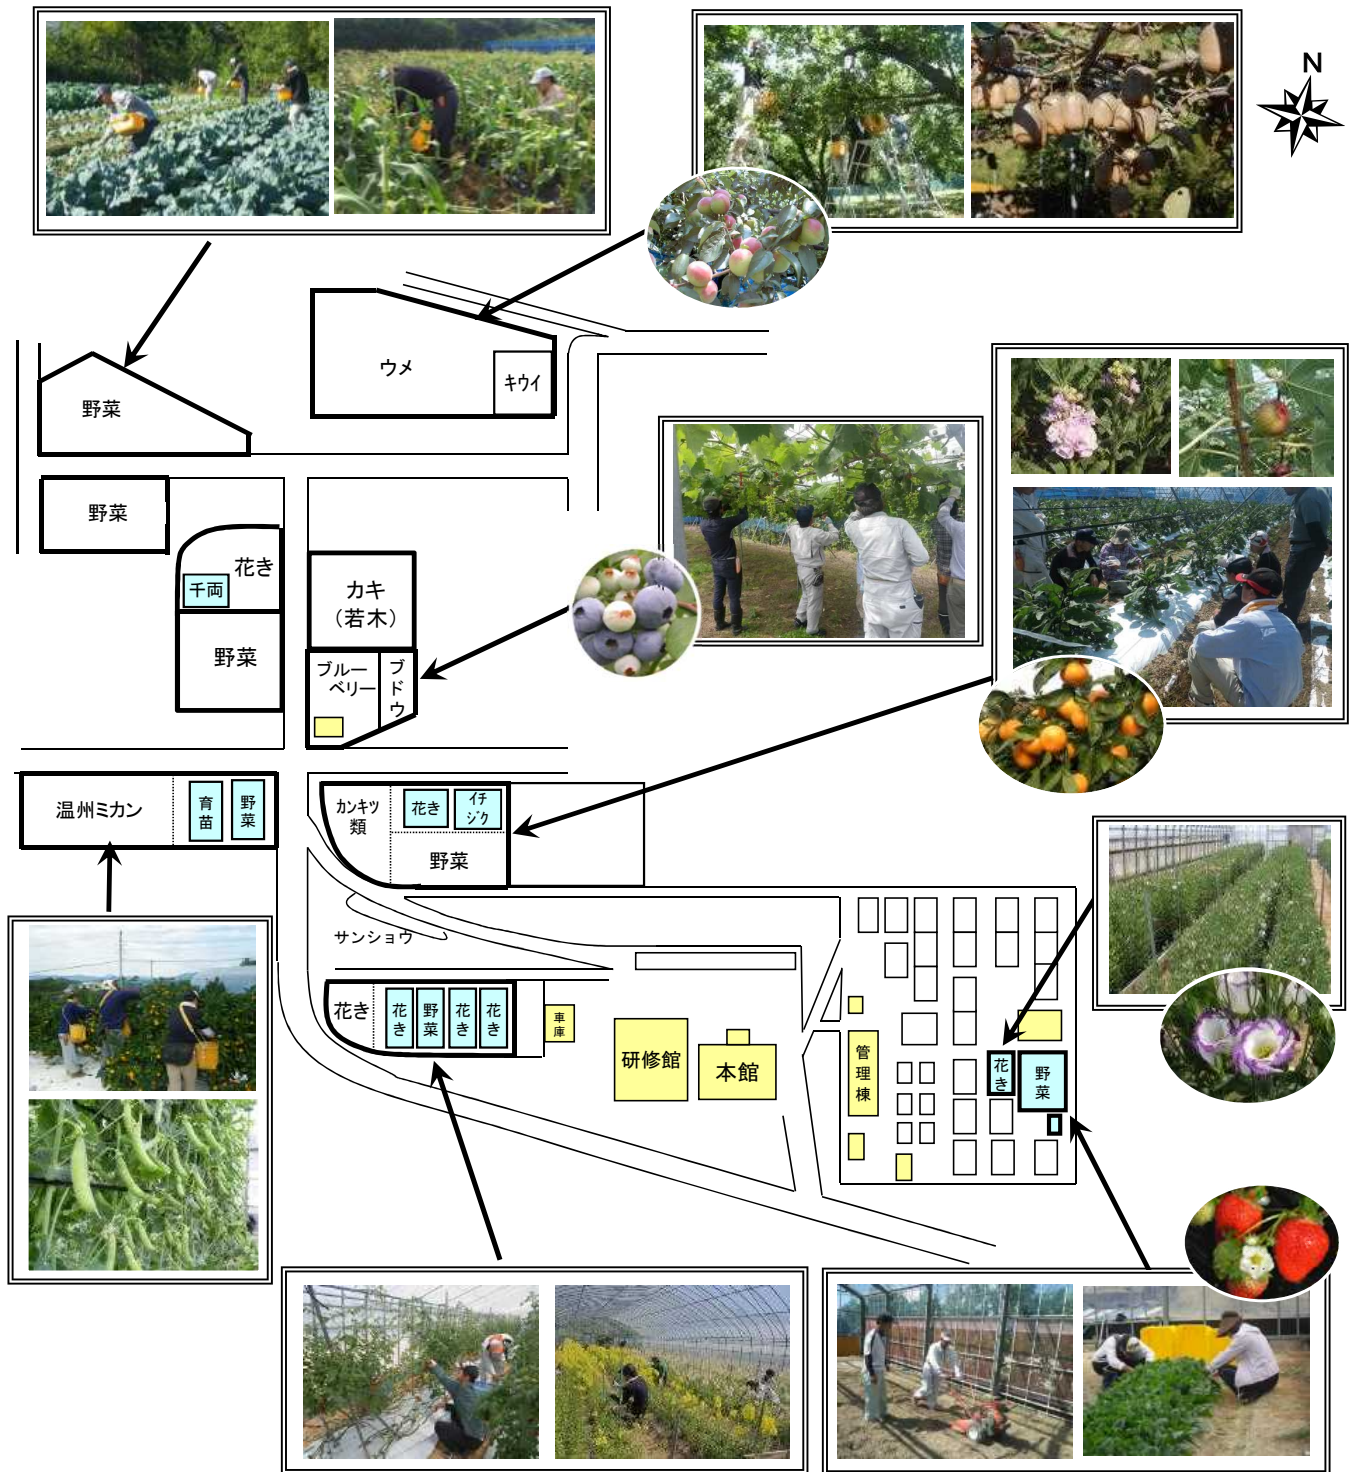 N
ウメ
キウイ
野菜
野菜
花き
千両
野菜
カキ
（若木）
ブルー
ベリー
ブドウ
温州ミカン
育苗
野菜
カンキツ
類
花き
イチ
ジク
野菜
サンショウ
花き
花き
野菜
花き
花き
車庫
研修館
本館
管理棟
花き
野菜